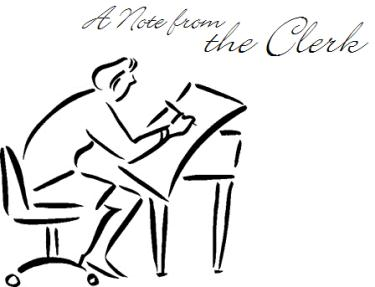 A Note from
the Clerk